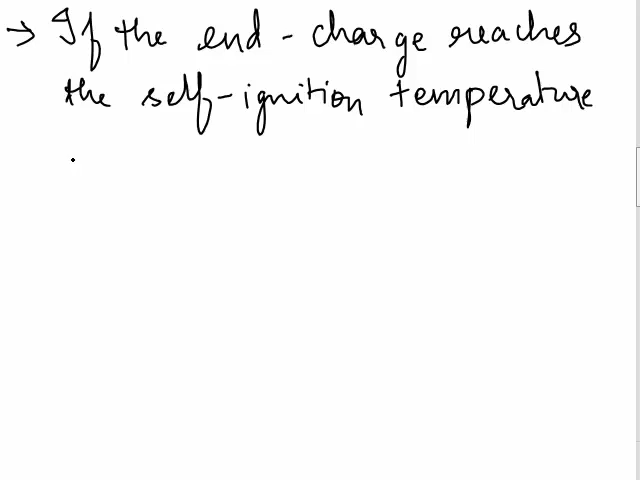 → If the end - charge reaches
the self-ignition temperature